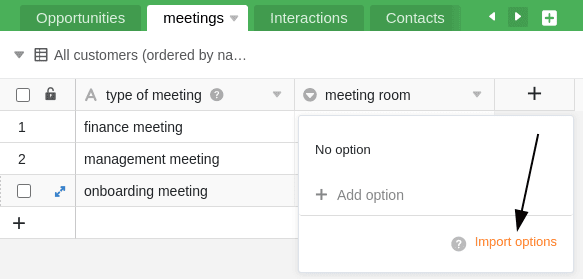 Opportunities meetings Interactions Contacts
All customers (ordered by na…
A type of meeting ? meeting room
1 finance meeting
2 management meeting
onboarding meeting
No option
Add option
? Import options